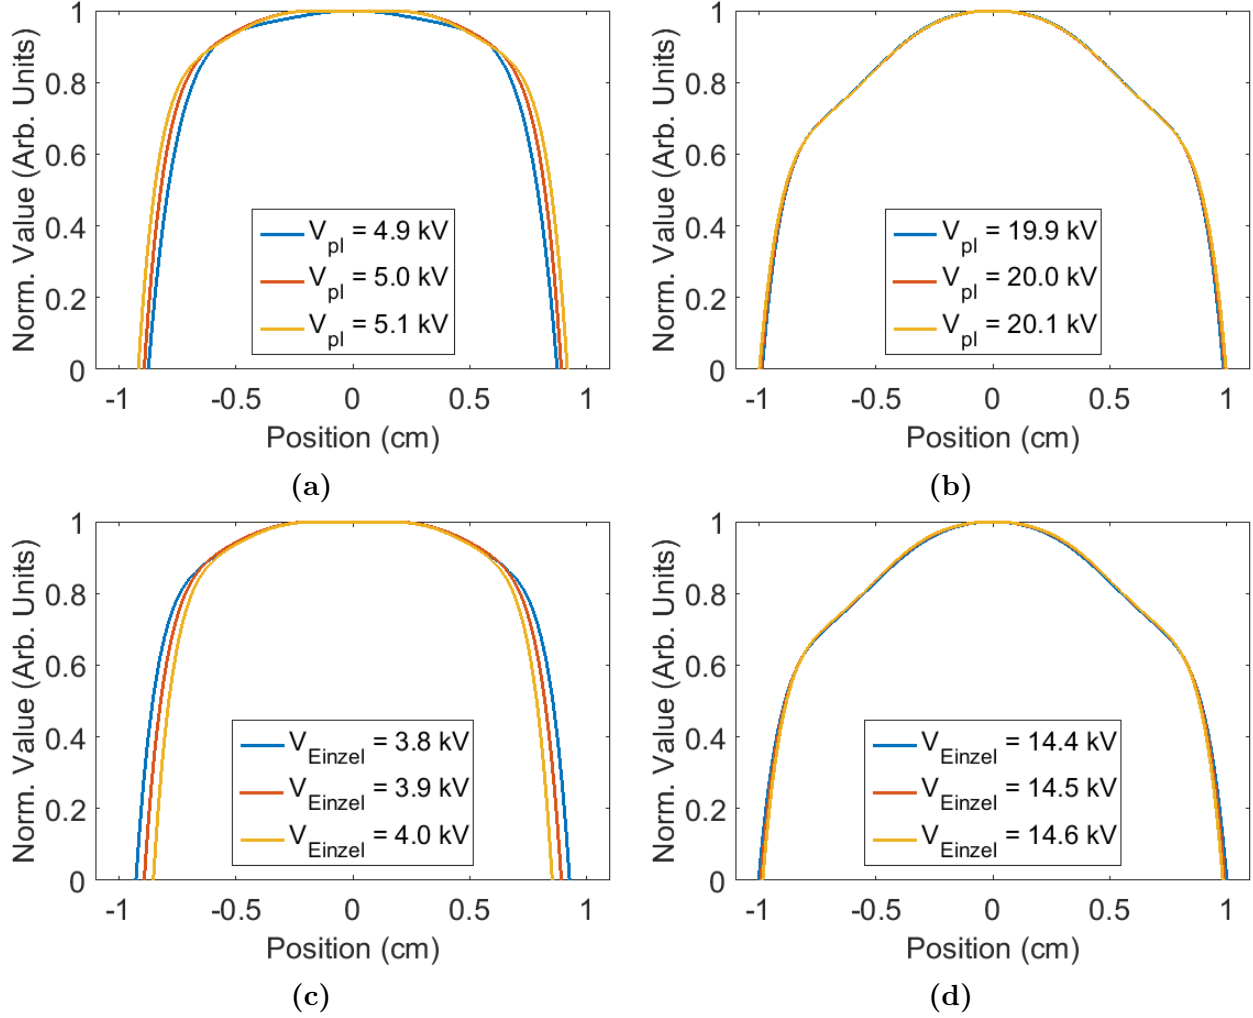 Norm. Value (Arb. Units)
1
0.8
0.6
0.4
0.2
0
V_pl = 4.9 kV
V_pl = 5.0 kV
V_pl = 5.1 kV
-1 -0.5 0 0.5 1
Position (cm)
(a)
Norm. Value (Arb. Units)
1
0.8
0.6
0.4
0.2
0
V_pl = 19.9 kV
V_pl = 20.0 kV
V_pl = 20.1 kV
-1 -0.5 0 0.5 1
Position (cm)
(b)
Norm. Value (Arb. Units)
1
0.8
0.6
0.4
0.2
0
V_Einzel = 3.8 kV
V_Einzel = 3.9 kV
V_Einzel = 4.0 kV
-1 -0.5 0 0.5 1
Position (cm)
(c)
Norm. Value (Arb. Units)
1
0.8
0.6
0.4
0.2
0
V_Einzel = 14.4 kV
V_Einzel = 14.5 kV
V_Einzel = 14.6 kV
-1 -0.5 0 0.5 1
Position (cm)
(d)